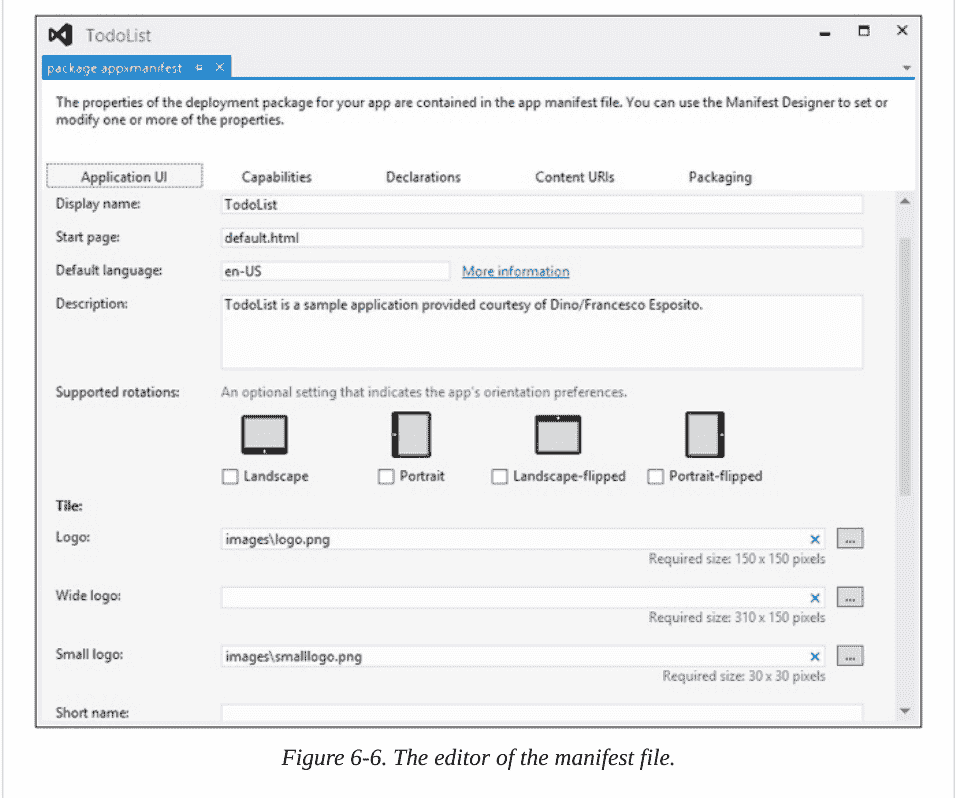 TodoList
package.appxmanifest
The properties of the deployment package for your app are contained in the app manifest file. You can use the Manifest Designer to set or
modify one or more of the properties.
Application UI Capabilities Declarations Content URIs Packaging
Display name: TodoList
Start page: default.html
Default language: en-US More information
Description: TodoList is a sample application provided courtesy of Dino/Francesco Esposito.
Supported rotations: An optional setting that indicates the app's orientation preferences.
Landscape Portrait Landscape-flipped Portrait-flipped
Tile:
Logo: images\logo.png ...
Required size: 150 x 150 pixels
Wide logo: ...
Required size: 310 x 150 pixels
Small logo: images\smalllogo.png ...
Required size: 30 x 30 pixels
Short name:
Figure 6-6. The editor of the manifest file.